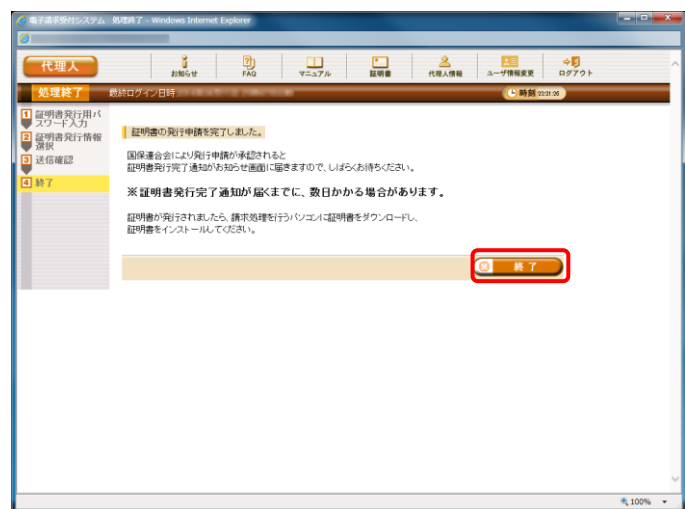 電子請求受付システム 処理終了 - Windows Internet Explorer
代理人
お知らせ FAQ マニュアル 証明書 代理人情報 ユーザ情報変更 ログアウト
処理終了 最終ログイン日時
時刻 22:21:26
1 証明書発行用パスワード入力
2 証明書発行情報選択
3 送信確認
4 終了
証明書の発行申請を完了しました。
国保連合会により発行申請が承認されると
証明書発行完了通知がお知らせ画面に届きますので、しばらくお待ちください。
※証明書発行完了通知が届くまでに、数日かかる場合があります。
証明書が発行されましたら、請求処理を行うパソコンに証明書をダウンロードし、
証明書をインストールしてください。
終了
100%